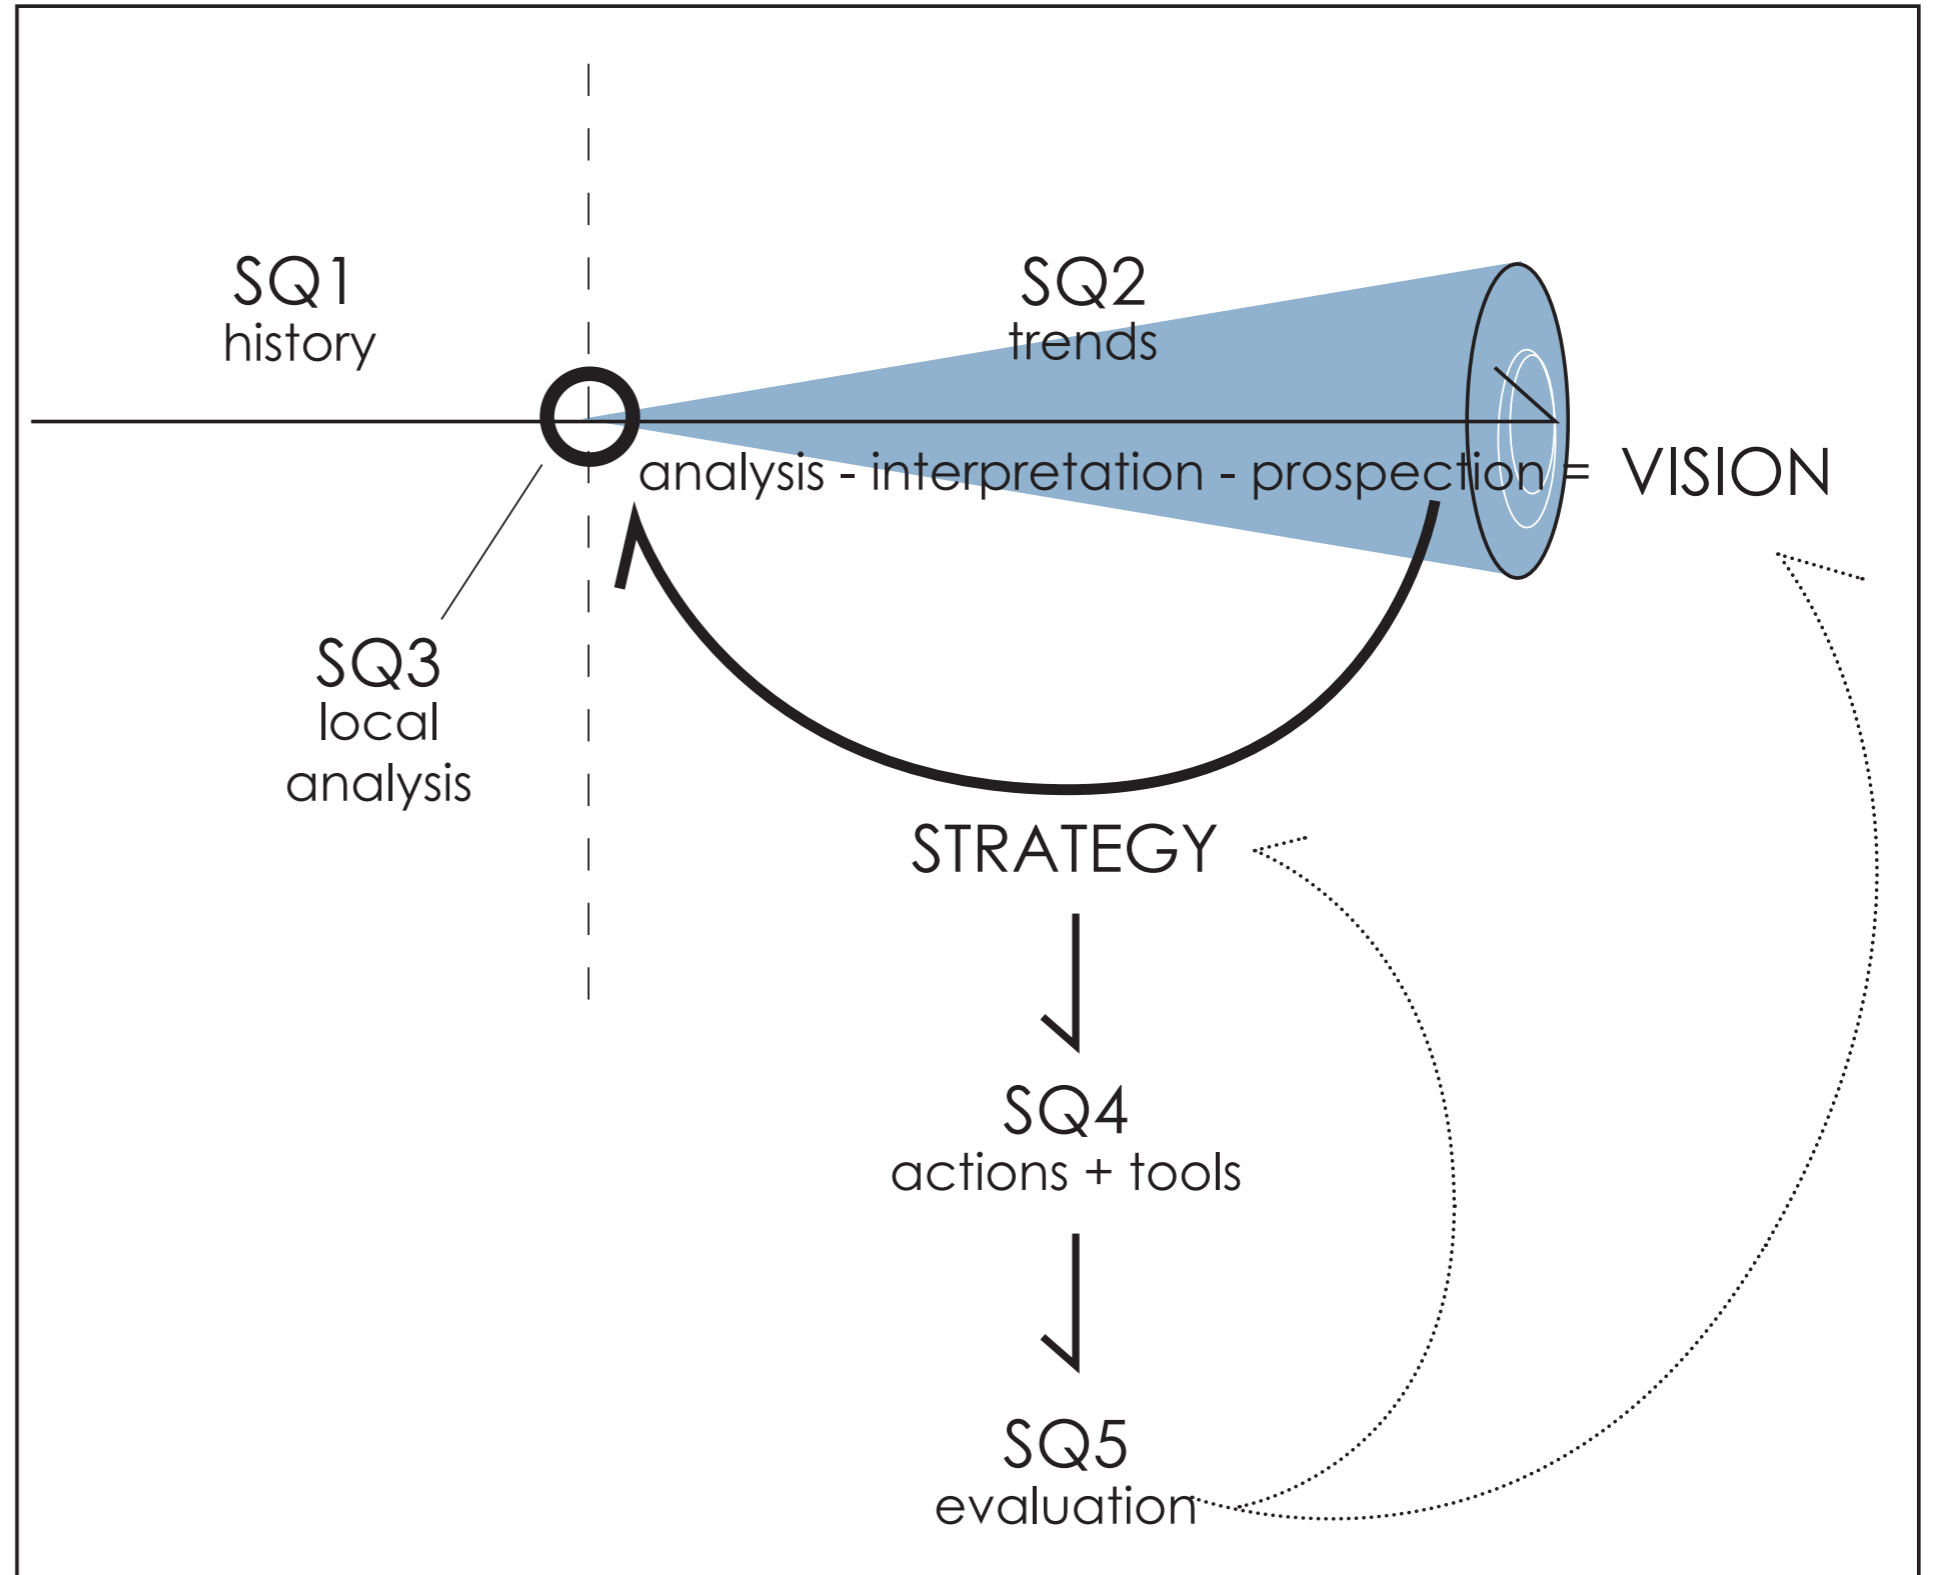 SQ1
history
SQ2
trends
analysis - interpretation - prospection = VISION
SQ3
local
analysis
STRATEGY
SQ4
actions + tools
SQ5
evaluation